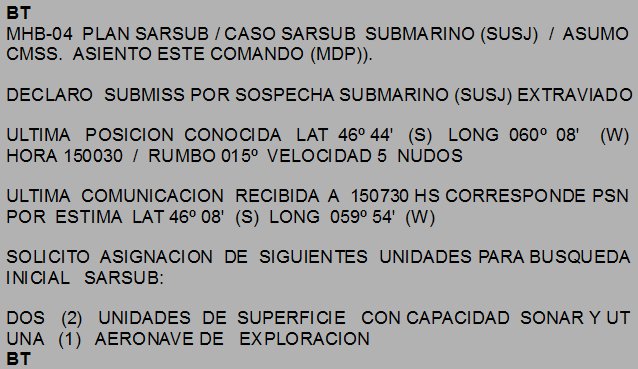 BT
MHB-04 PLAN SARSUB / CASO SARSUB SUBMARINO (SUSJ) / ASUMO
CMSS. ASIENTO ESTE COMANDO (MDP)).
DECLARO SUBMISS POR SOSPECHA SUBMARINO (SUSJ) EXTRAVIADO
ULTIMA POSICION CONOCIDA LAT 46º 44' (S) LONG 060º 08' (W)
HORA 150030 / RUMBO 015º VELOCIDAD 5 NUDOS
ULTIMA COMUNICACION RECIBIDA A 150730 HS CORRESPONDE PSN
POR ESTIMA LAT 46º 08' (S) LONG 059º 54' (W)
SOLICITO ASIGNACION DE SIGUIENTES UNIDADES PARA BUSQUEDA
INICIAL SARSUB:
DOS (2) UNIDADES DE SUPERFICIE CON CAPACIDAD SONAR Y UT
UNA (1) AERONAVE DE EXPLORACION
BT